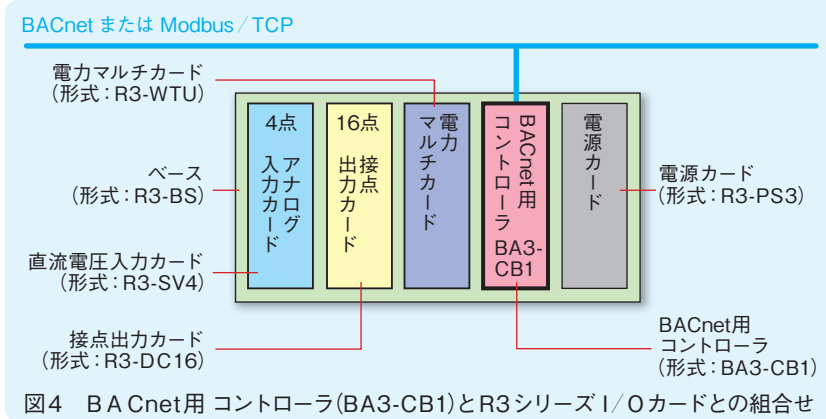 BACnet または Modbus/TCP
電力マルチカード
(形式:R3-WTU)
ベース
(形式:R3-BS)
直流電圧入力カード
(形式:R3-SV4)
接点出力カード
(形式:R3-DC16)
4点
アナログ
入力カード
16点
接点
出力カード
電力
マルチカード
BACnet用
コントローラ
BA3-
CB1
電源カード
電源カード
(形式:R3-PS3)
BACnet用
コントローラ
(形式:BA3-CB1)
図4 BACnet用 コントローラ(BA3-CB1)とR3シリーズ I/Oカードとの組合せ